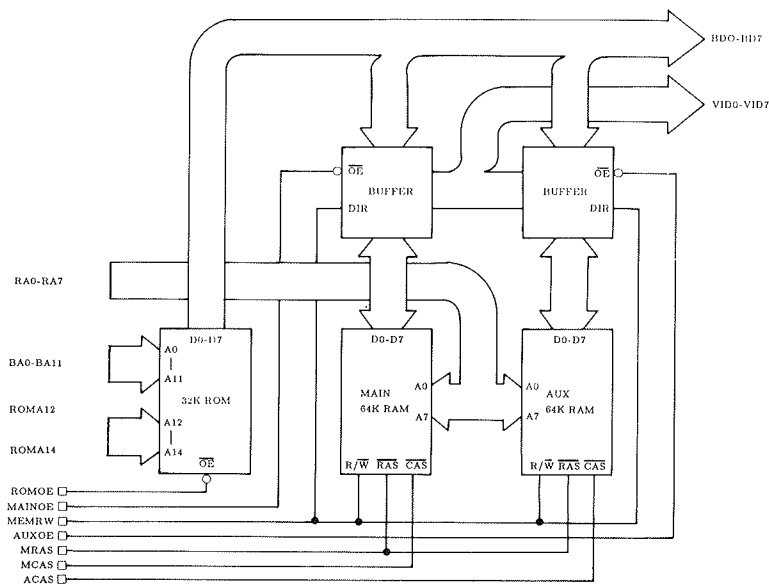 BD0-BD7
VID0-VID7
OE
BUFFER
DIR
OE
BUFFER
DIR
RA0-RA7
D0-D7
A0
A11
32K ROM
A12
A14
OE
D0-D7
MAIN
64K RAM
A0
A7
R/W RAS CAS
D0-D7
A0
A7
AUX
64K RAM
R/W RAS CAS
BA0-BA11
ROMA12
ROMA14
ROMOE
MAINOE
MEMRW
AUXOE
MRAS
MCAS
ACAS